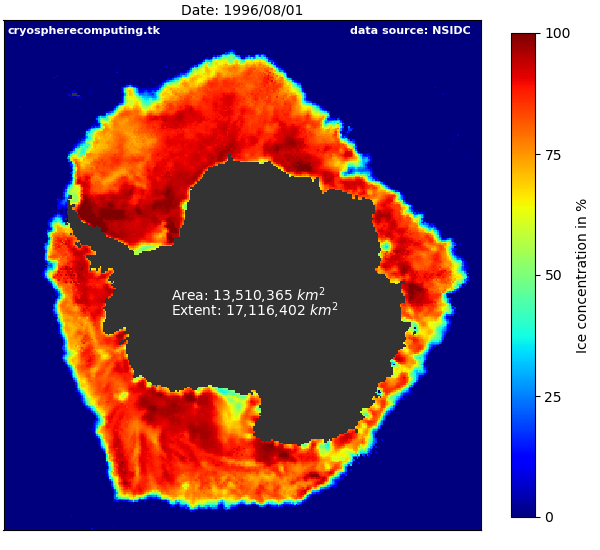 Date: 1996/08/01
cryospherecomputing.tk
data source: NSIDC
Area: 13,510,365 km²
Extent: 17,116,402 km²
100
75
50
25
0
Ice concentration in %